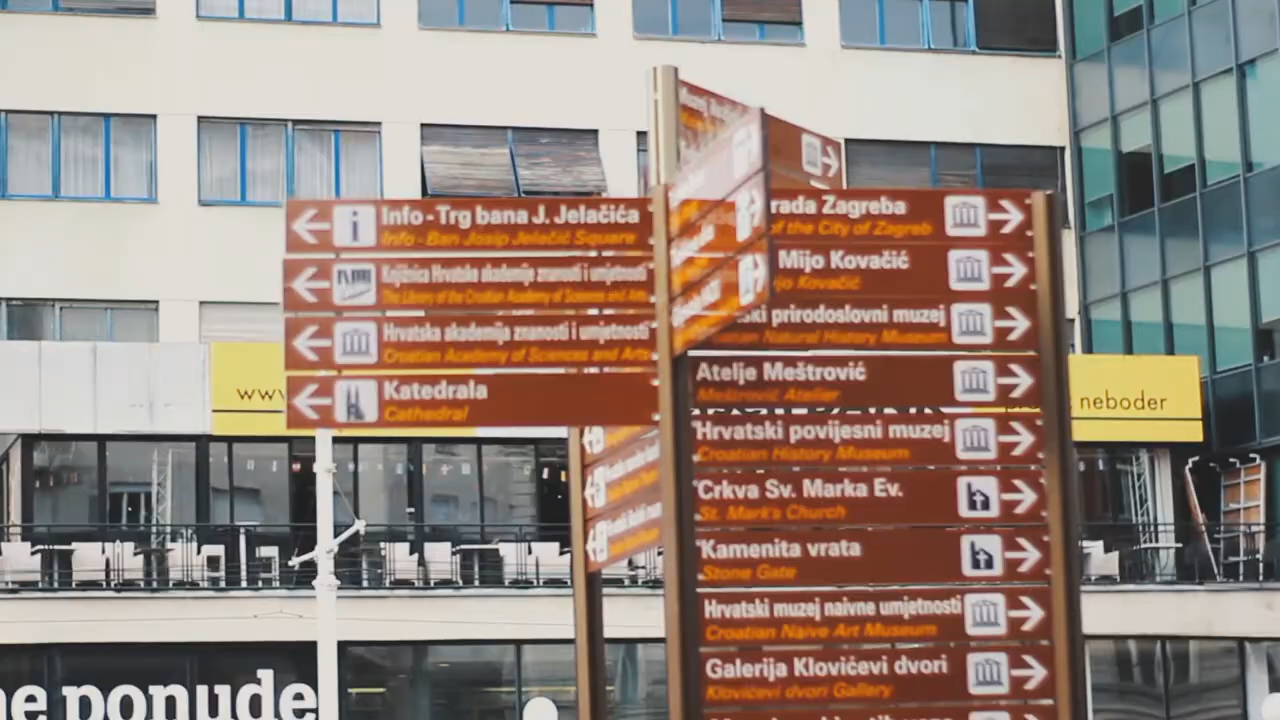 Info - Trg bana J. Jelačića
Info - Ban Josip Jelačić Square
Knjižnica Hrvatske akademije znanosti i umjetnosti
The Library of the Croatian Academy of Sciences and Arts
Hrvatska akademija znanosti i umjetnosti
Croatian Academy of Sciences and Arts
Katedrala
Cathedral
rada Zagreba
of the City of Zagreb
Mijo Kovačić
jo Kovačić
ski prirodoslovni muzej
Natural History Museum
Atelje Meštrović
Meštrović Atelier
Hrvatski povijesni muzej
Croatian History Museum
Crkva Sv. Marka Ev.
St. Mark's Church
Kamenita vrata
Stone Gate
Hrvatski muzej naivne umjetnosti
Croatian Naive Art Museum
Galerija Klovićevi dvori
Klovićevi dvori Gallery
www
neboder
ne ponude